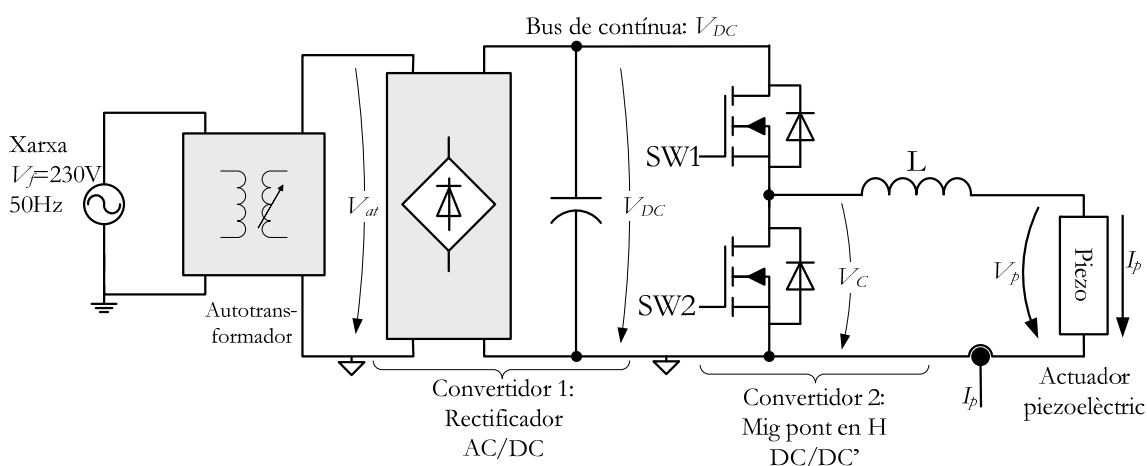 Bus de contínua: V_DC
Xarxa
V_f=230V
50Hz
Autotrans-
formador
V_at
V_DC
SW1
SW2
L
V_C
V_p
Piezo
I_p
I_p
Convertidor 1:
Rectificador
AC/DC
Convertidor 2:
Mig pont en H
DC/DC’
Actuador
piezoelèctric